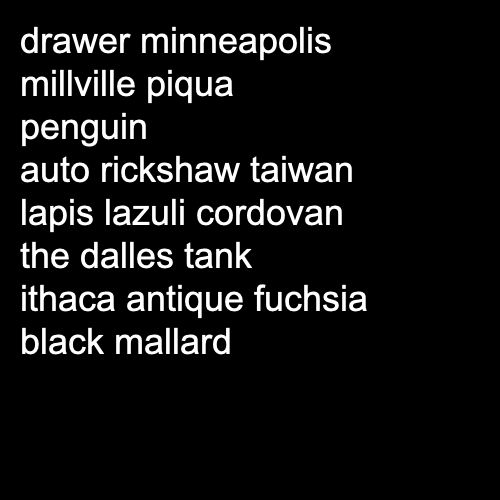 drawer minneapolis
millville piqua
penguin
auto rickshaw taiwan
lapis lazuli cordovan
the dalles tank
ithaca antique fuchsia
black mallard